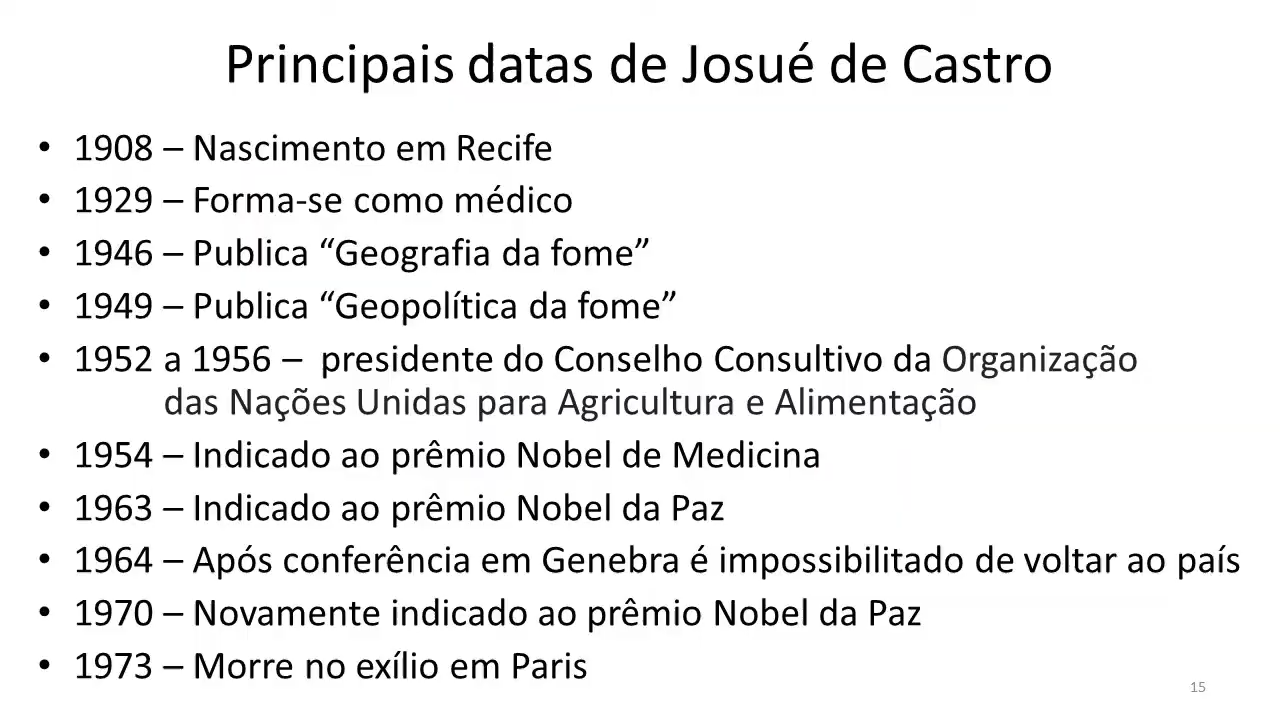 Principais datas de Josué de Castro
• 1908 – Nascimento em Recife
• 1929 – Forma-se como médico
• 1946 – Publica “Geografia da fome”
• 1949 – Publica “Geopolítica da fome”
• 1952 a 1956 – presidente do Conselho Consultivo da Organização
das Nações Unidas para Agricultura e Alimentação
• 1954 – Indicado ao prêmio Nobel de Medicina
• 1963 – Indicado ao prêmio Nobel da Paz
• 1964 – Após conferência em Genebra é impossibilitado de voltar ao país
• 1970 – Novamente indicado ao prêmio Nobel da Paz
• 1973 – Morre no exílio em Paris
15